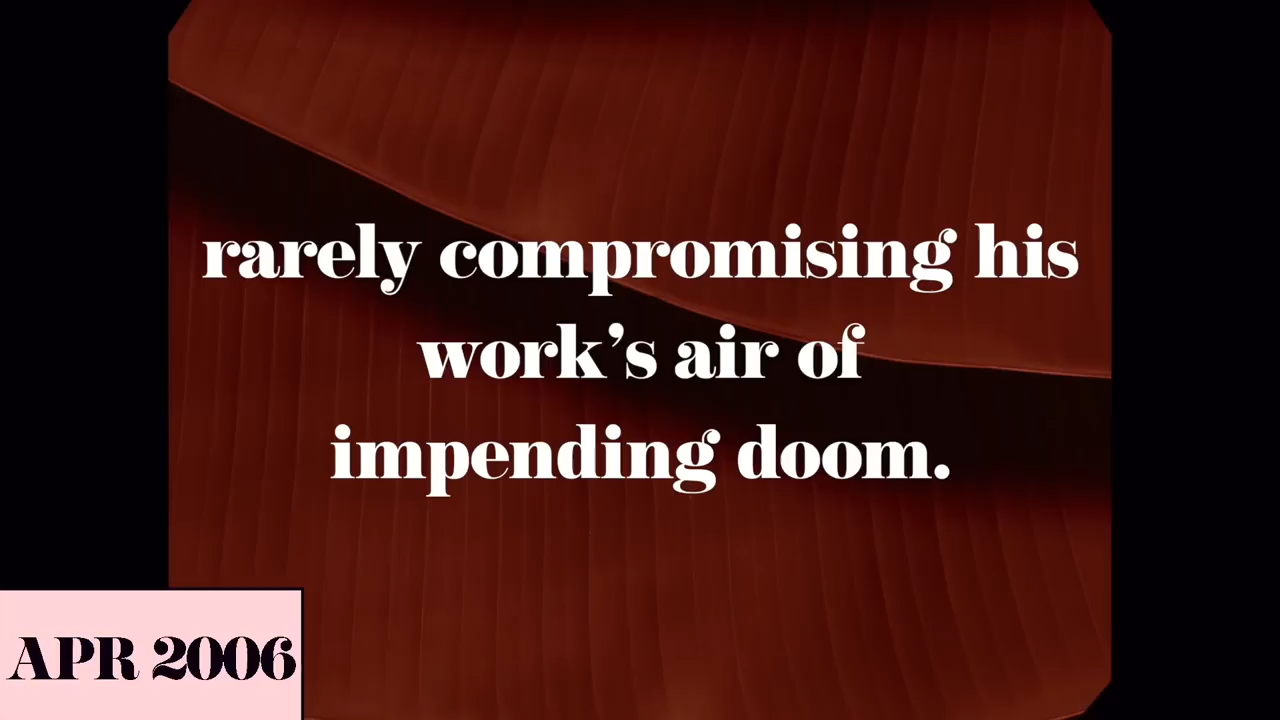 rarely compromising his
work’s air of
impending doom.
APR 2006